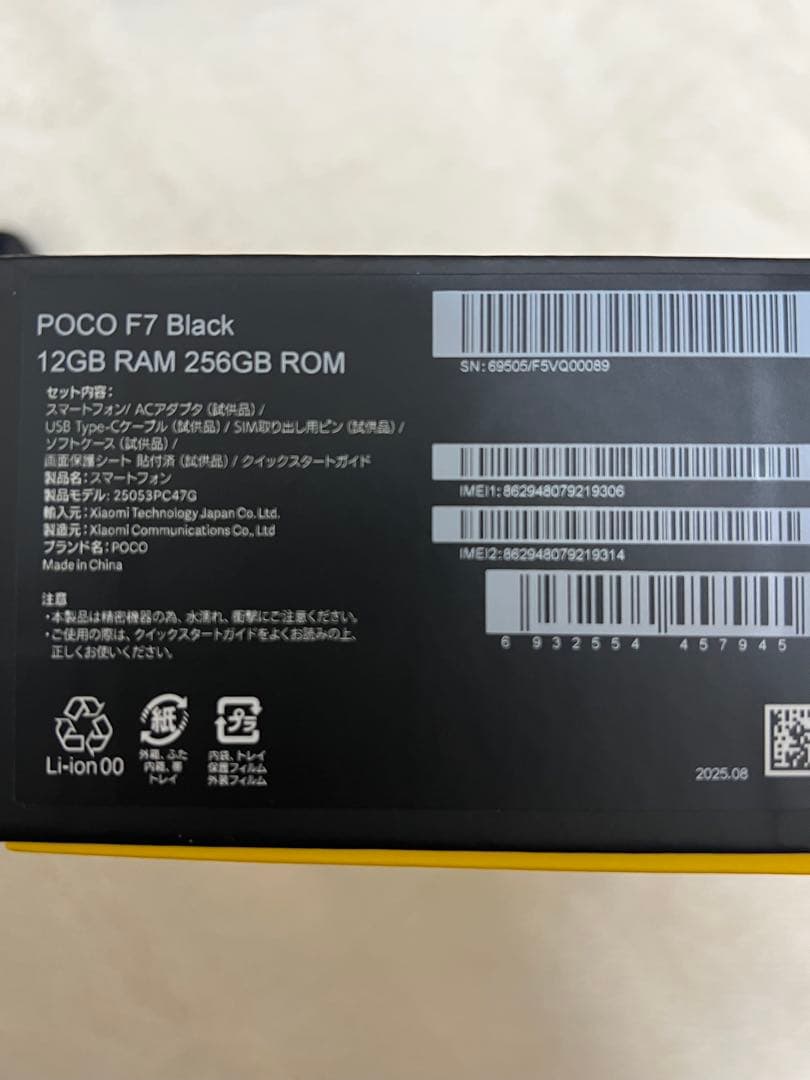 POCO F7 Black
12GB RAM 256GB ROM
セット内容:
スマートフォン/ ACアダプタ (試供品) /
USB Type-Cケーブル (試供品) / SIM取り出し用ピン (試供品) /
ソフトケース (試供品) /
画面保護シート 貼付済 (試供品) / クイックスタートガイド
製品名:スマートフォン
製品モデル: 25053PC47G
輸入元:Xiaomi Technology Japan Co. Ltd.
製造元:Xiaomi Communications Co., Ltd
ブランド名:POCO
Made in China
注意
・本製品は精密機器の為、水濡れ、衝撃にご注意ください。
・ご使用の際は、クイックスタートガイドをよくお読みの上、
正しくお使いください。
Li-ion 00
紙
外箱、ふた
内箱、帯
トレイ
プラ
内袋、トレイ
保護フィルム
外装フィルム
SN: 69505/F5VQ00089
IMEI1: 862948079219306
IMEI2: 862948079219314
6 932554 457945
2025.08